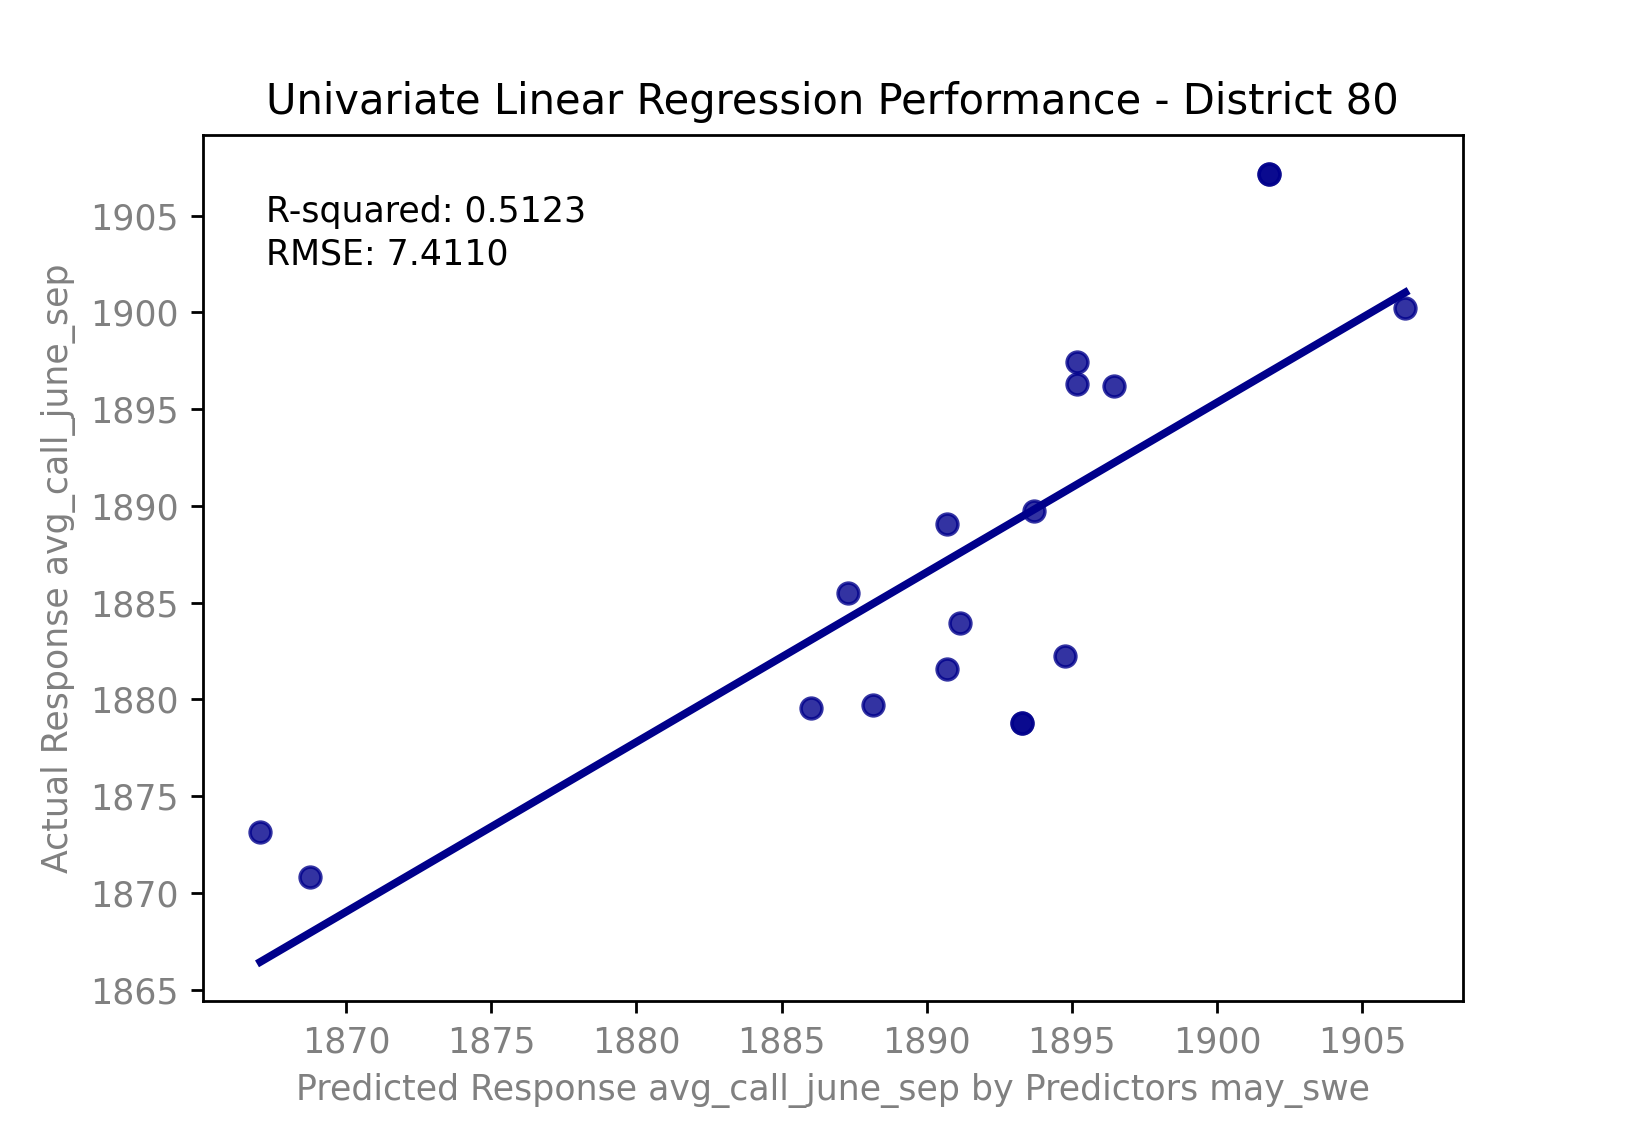 Univariate Linear Regression Performance - District 80
R-squared: 0.5123
RMSE: 7.4110
Actual Response avg_call_june_sep
1905
1900
1895
1890
1885
1880
1875
1870
1865
1870 1875 1880 1885 1890 1895 1900 1905
Predicted Response avg_call_june_sep by Predictors may_swe